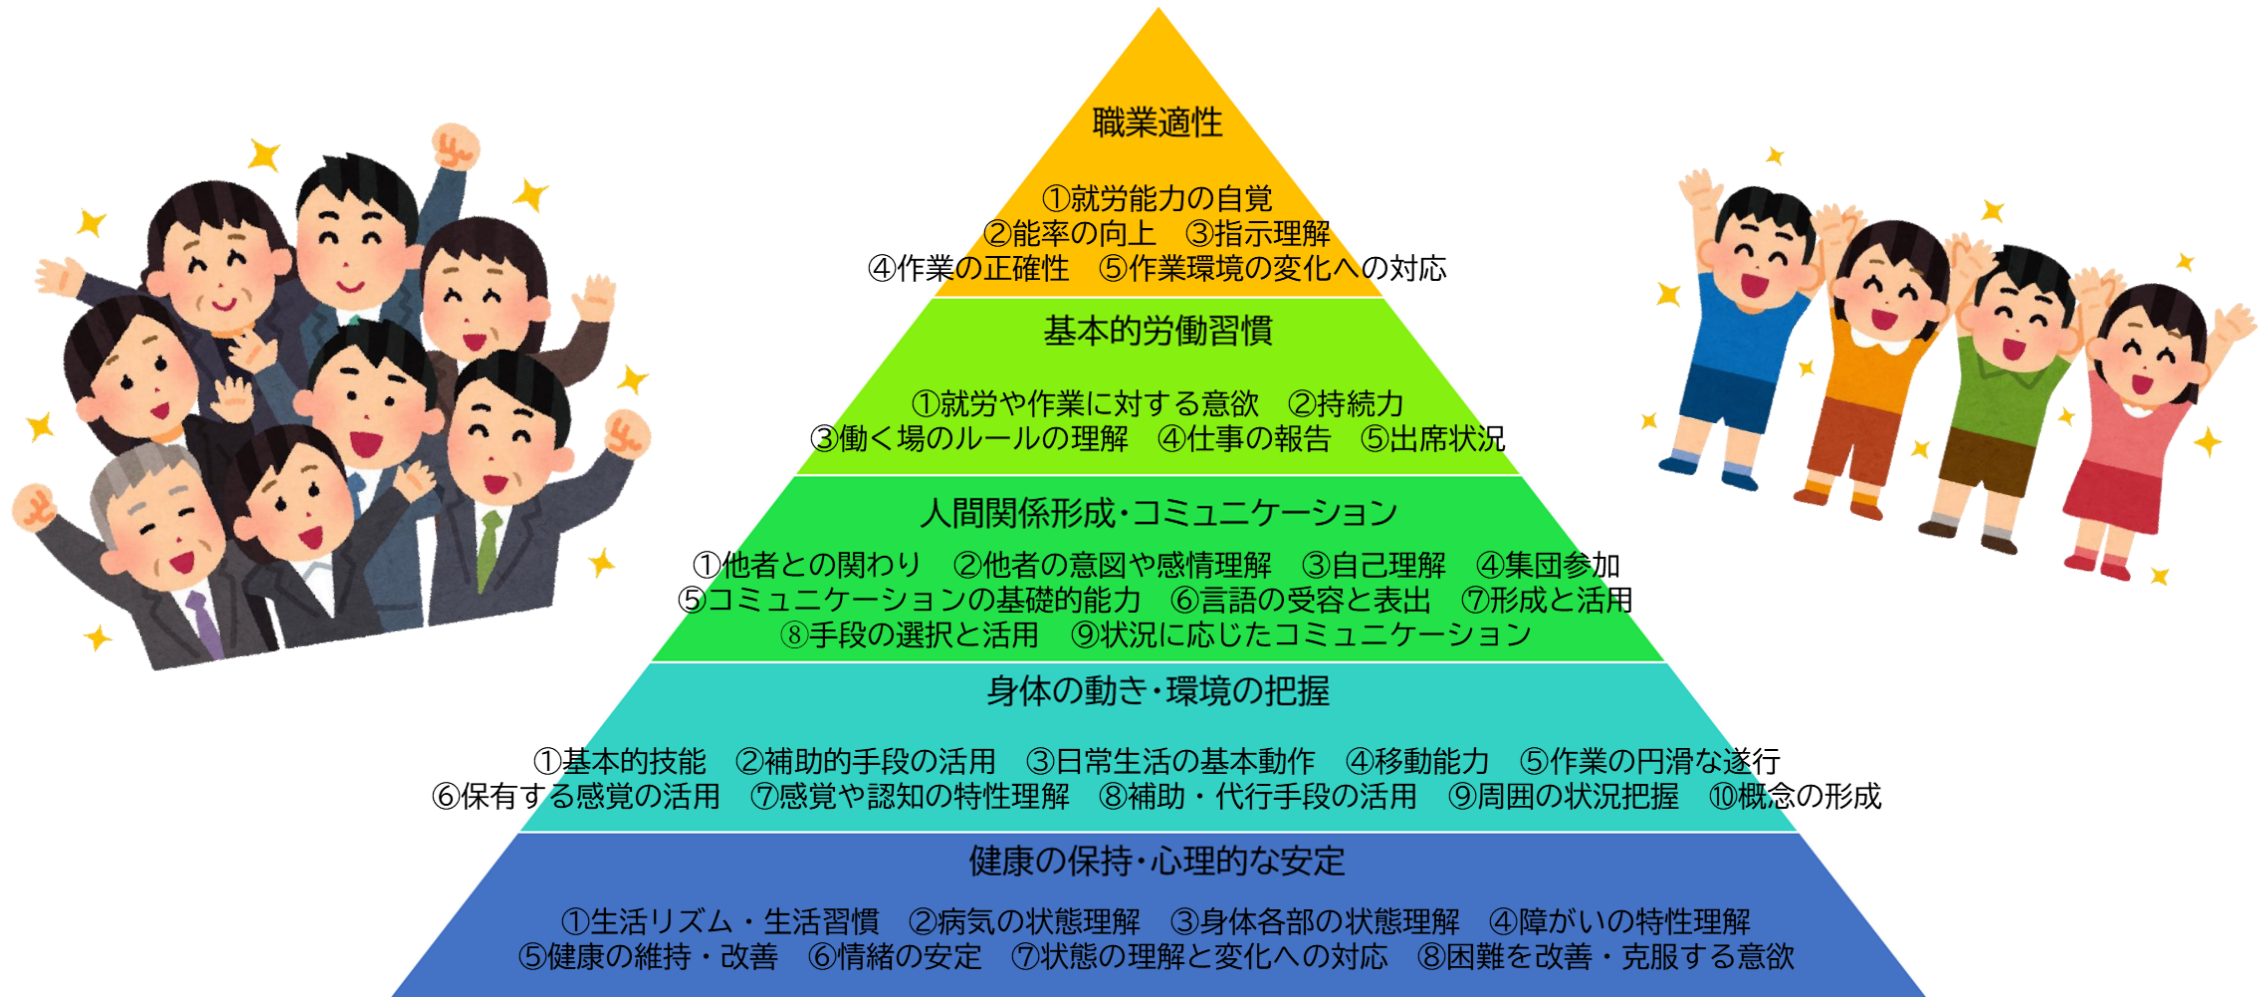 職業適性
①就労能力の自覚
②能率の向上　③指示理解
④作業の正確性　⑤作業環境の変化への対応
基本的労働習慣
①就労や作業に対する意欲　②持続力
③働く場のルールの理解　④仕事の報告　⑤出席状況
人間関係形成・コミュニケーション
①他者との関わり　②他者の意図や感情理解　③自己理解　④集団参加
⑤コミュニケーションの基礎的能力　⑥言語の受容と表出　⑦形成と活用
⑧手段の選択と活用　⑨状況に応じたコミュニケーション
身体の動き・環境の把握
①基本的技能　②補助的手段の活用　③日常生活の基本動作　④移動能力　⑤作業の円滑な遂行
⑥保有する感覚の活用　⑦感覚や認知の特性理解　⑧補助・代行手段の活用　⑨周囲の状況把握　⑩概念の形成
健康の保持・心理的な安定
①生活リズム・生活習慣　②病気の状態理解　③身体各部の状態理解　④障がいの特性理解
⑤健康の維持・改善　⑥情緒の安定　⑦状態の理解と変化への対応　⑧困難を改善・克服する意欲